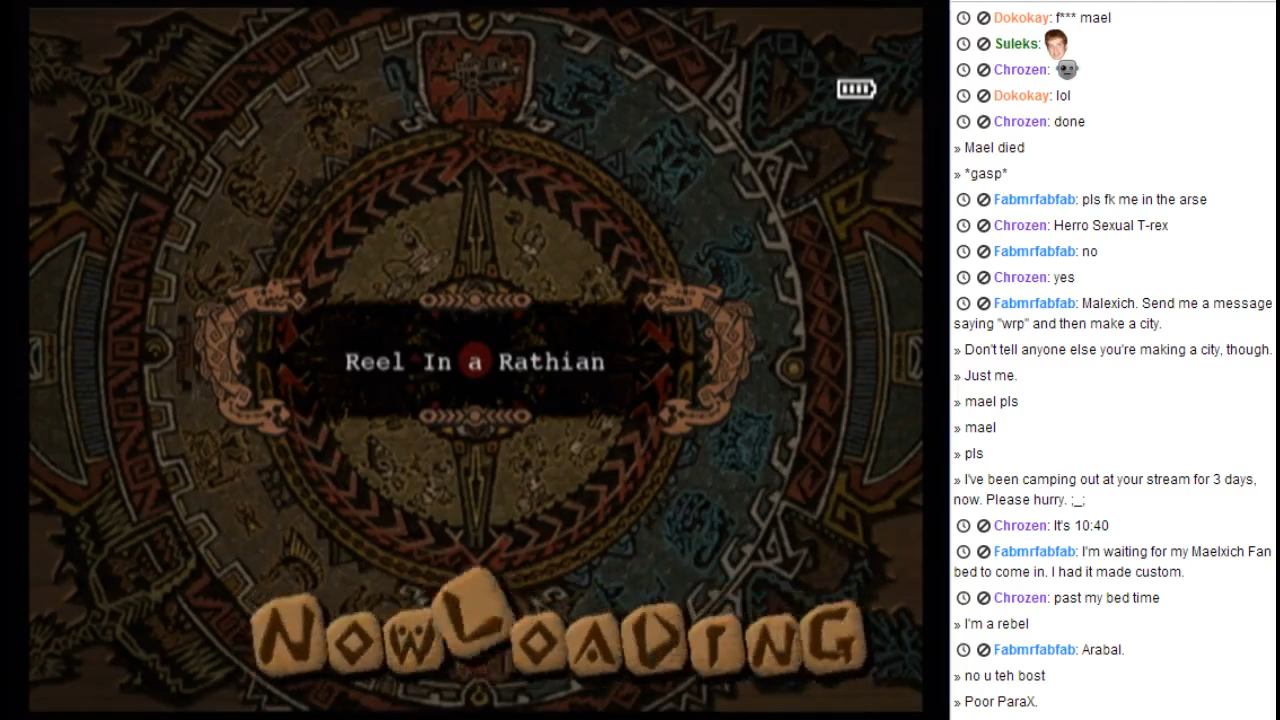 Reel In a Rathian
Now Loading
Dokokay: f*** mael
Suleks:
Chrozen:
Dokokay: lol
Chrozen: done
» Mael died
» *gasp*
Fabmrfabfab: pls fk me in the arse
Chrozen: Herro Sexual T-rex
Fabmrfabfab: no
Chrozen: yes
Fabmrfabfab: Malexich. Send me a message
saying "wrp" and then make a city.
» Don't tell anyone else you're making a city, though.
» Just me.
» mael pls
» mael
» pls
» I've been camping out at your stream for 3 days,
now. Please hurry. ;_;
Chrozen: It's 10:40
Fabmrfabfab: I'm waiting for my Maelxich Fan
bed to come in. I had it made custom.
Chrozen: past my bed time
» I'm a rebel
Fabmrfabfab: Arabal.
» no u teh bost
» Poor ParaX.